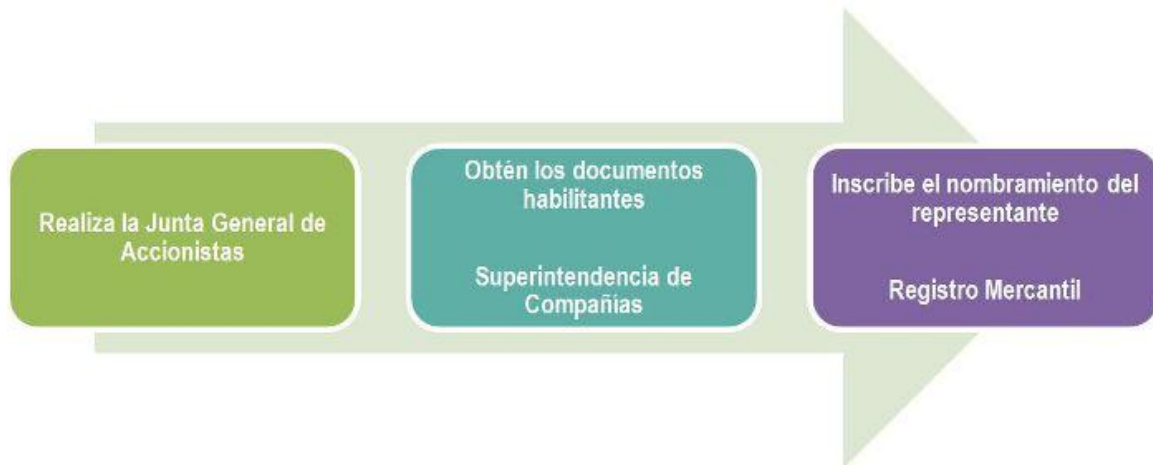 Realiza la Junta General de
Accionistas
Obtén los documentos
habilitantes
Superintendencia de
Compañías
Inscribe el nombramiento del
representante
Registro Mercantil